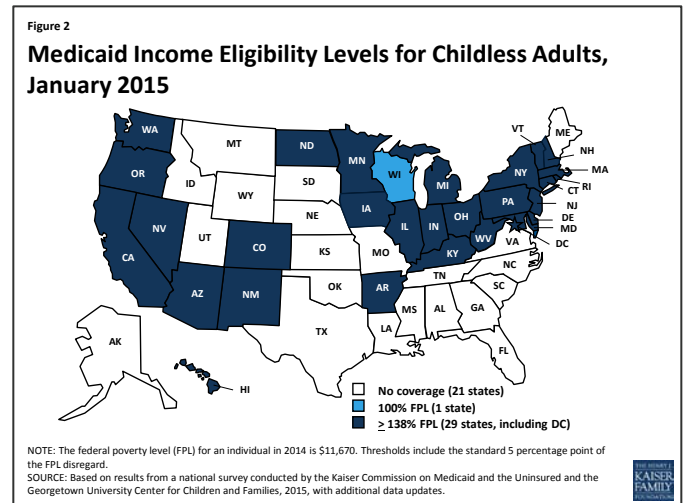 Figure 2
Medicaid Income Eligibility Levels for Childless Adults,
January 2015
WA
MT
ND
MN
VT
ME
NH
OR
ID
SD
WI
MI
NY
MA
WY
RI
CT
NV
NE
IA
PA
NJ
IL
IN
OH
DE
UT
CO
WV
MD
CA
KS
MO
KY
VA
DC
NC
TN
AZ
NM
OK
AR
SC
MS
AL
GA
TX
LA
AK
FL
HI
No coverage (21 states)
100% FPL (1 state)
> 138% FPL (29 states, including DC)
NOTE: The federal poverty level (FPL) for an individual in 2014 is $11,670. Thresholds include the standard 5 percentage point of
the FPL disregard.
SOURCE: Based on results from a national survey conducted by the Kaiser Commission on Medicaid and the Uninsured and the
Georgetown University Center for Children and Families, 2015, with additional data updates.
THE HENRY J.
KAISER
FAMILY
FOUNDATION